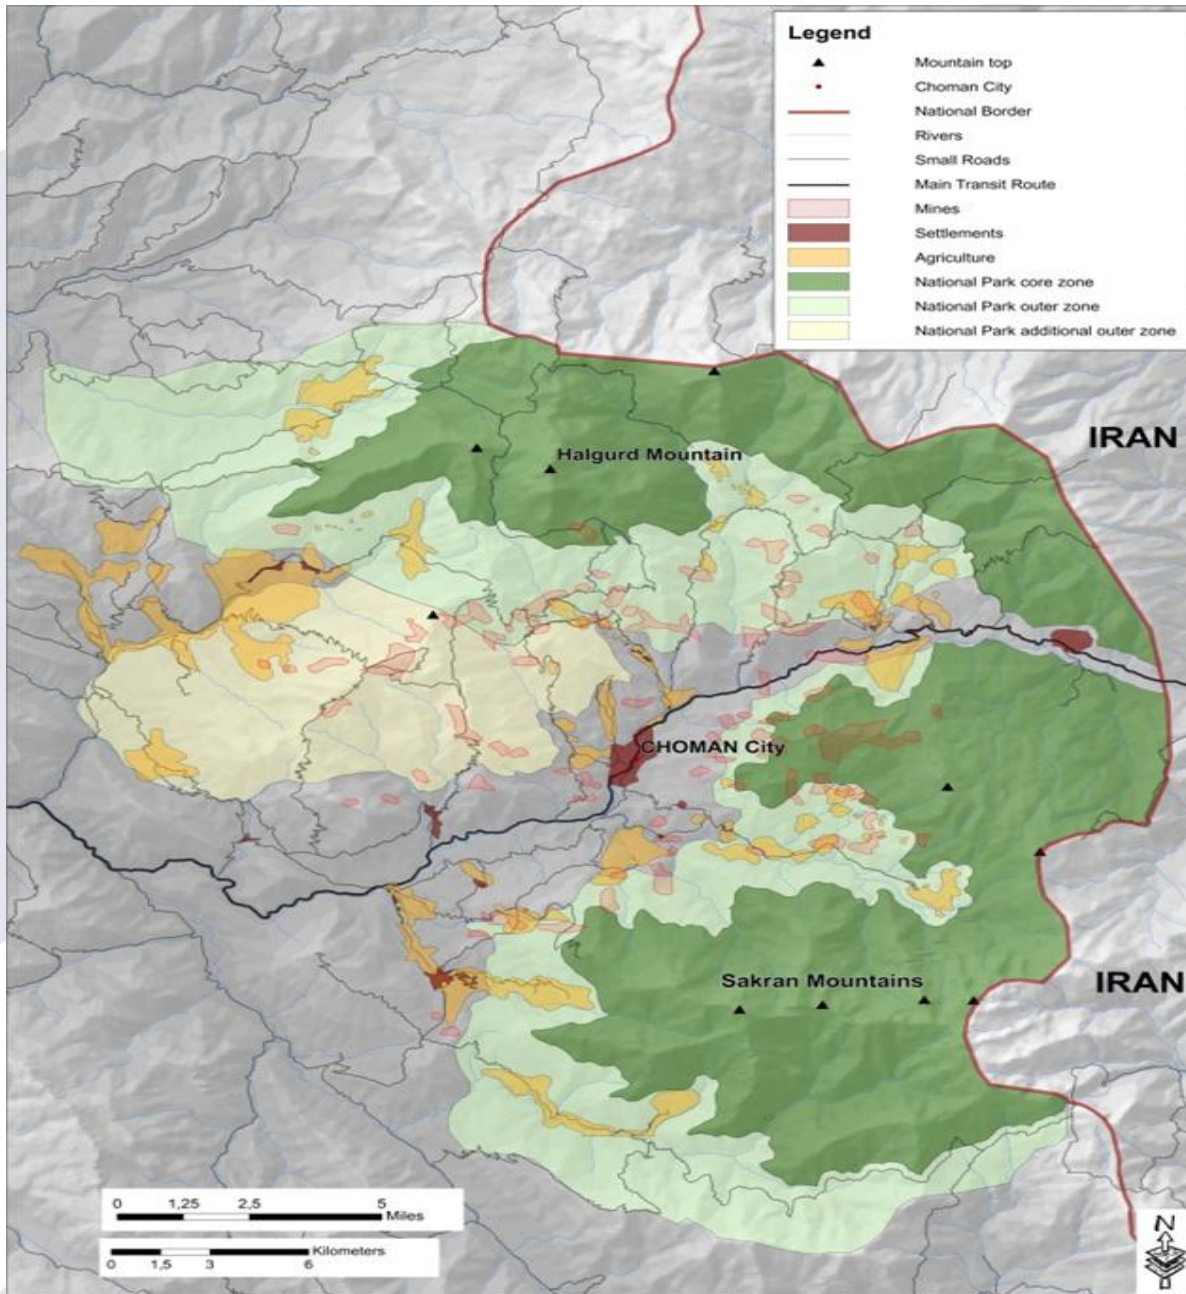 Legend
Mountain top
Choman City
National Border
Rivers
Small Roads
Main Transit Route
Mines
Settlements
Agriculture
National Park core zone
National Park outer zone
National Park additional outer zone
IRAN
Halgurd Mountain
CHOMAN City
Sakran Mountains
IRAN
0 1,25 2,5 5
Miles
Kilometers
0 1,5 3 6
N